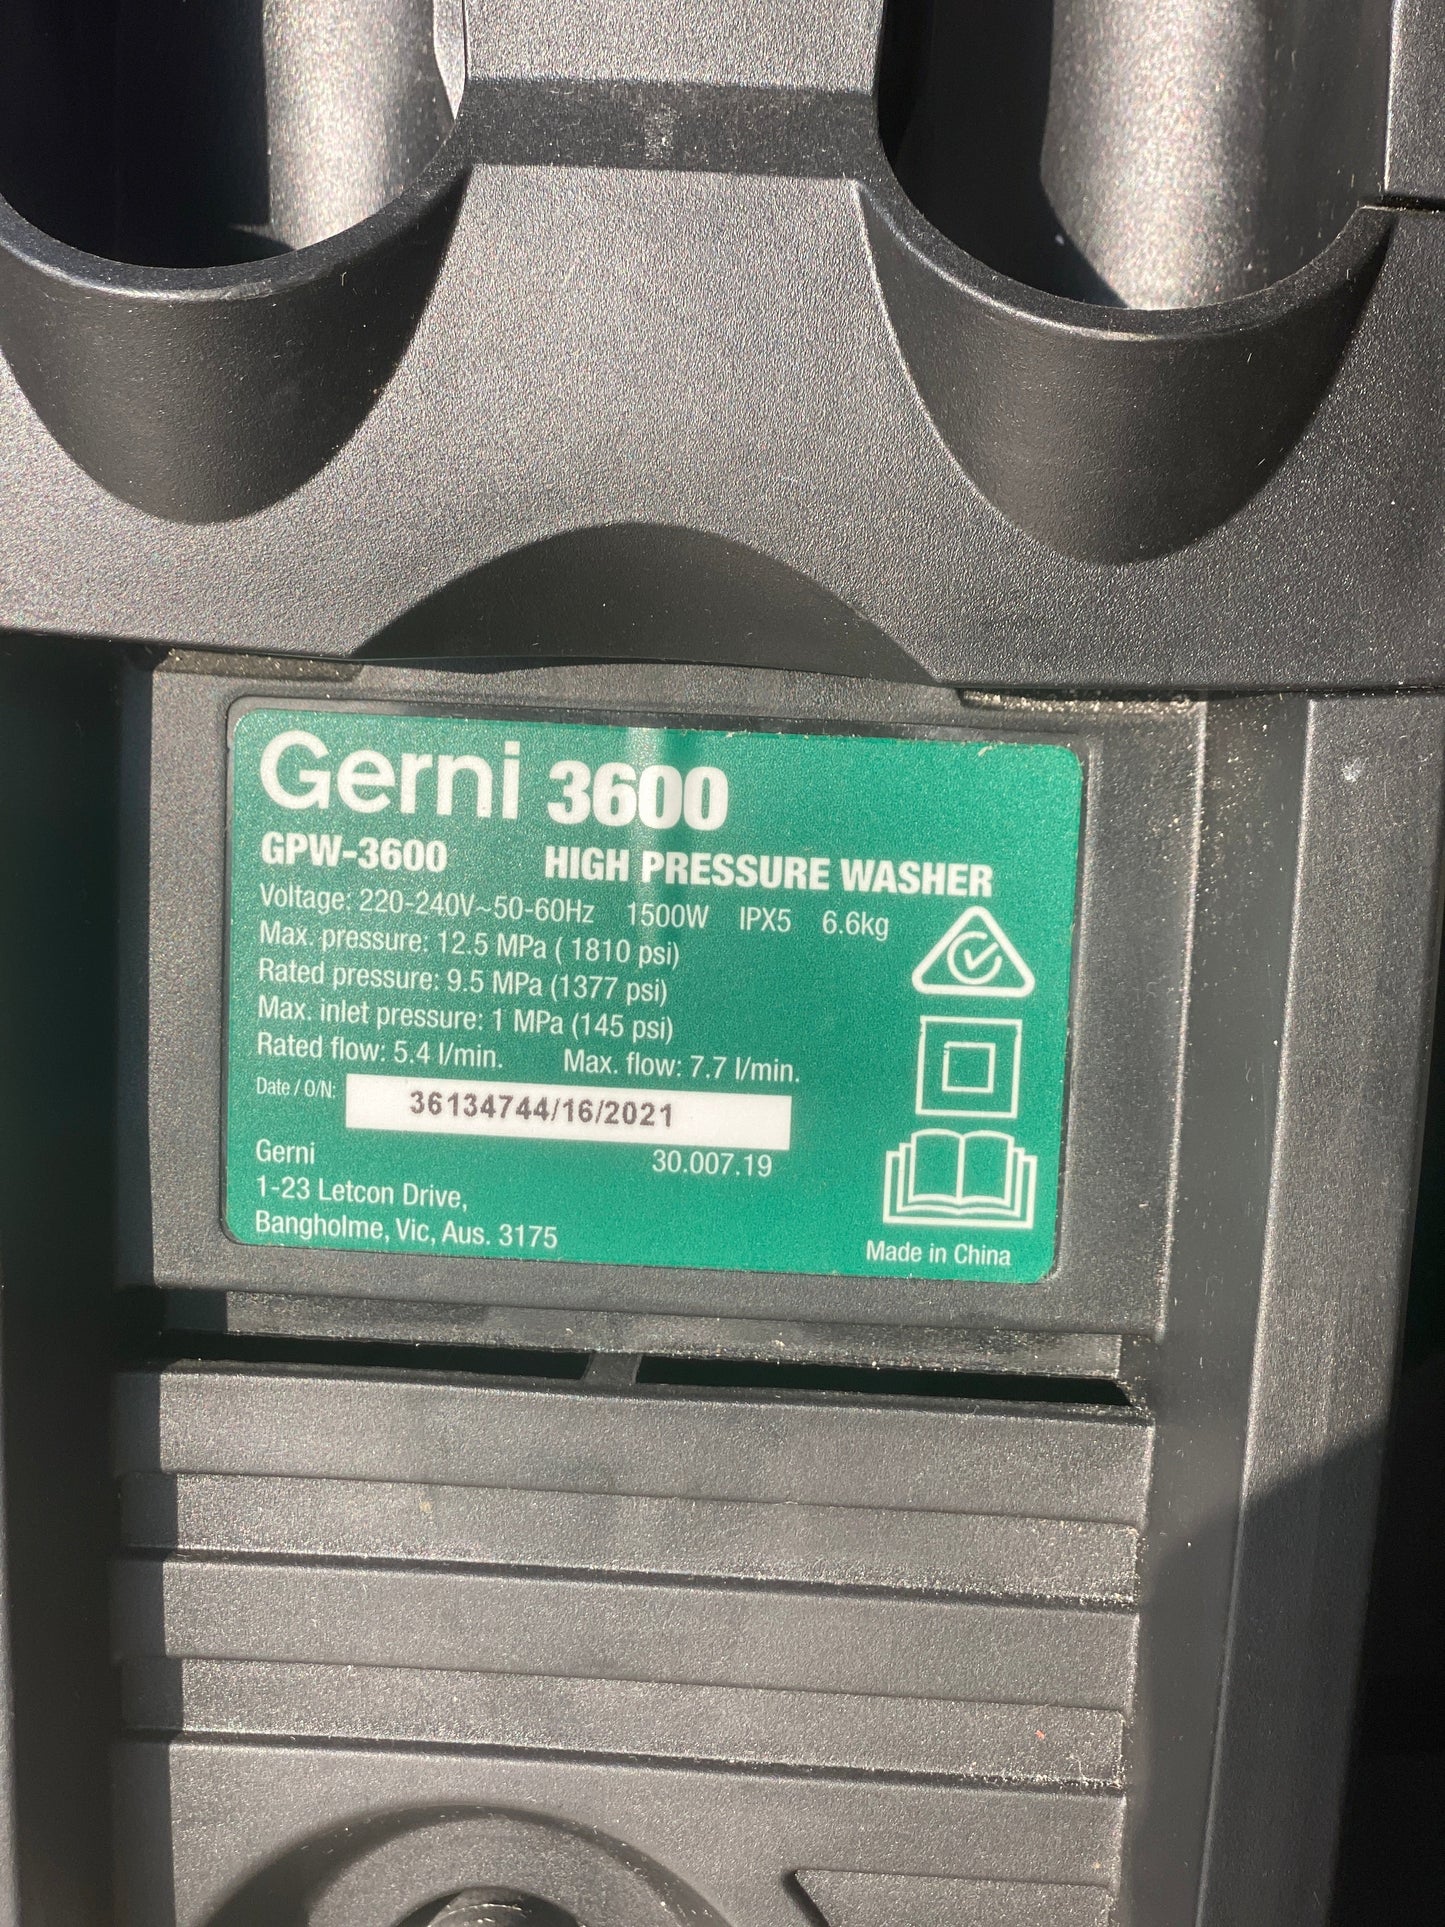 Gerni 3600
GPW-3600 HIGH PRESSURE WASHER
Voltage: 220-240V~50-60Hz 1500W IPX5 6.6kg
Max. pressure: 12.5 MPa ( 1810 psi)
Rated pressure: 9.5 MPa (1377 psi)
Max. inlet pressure: 1 MPa (145 psi)
Rated flow: 5.4 l/min. Max. flow: 7.7 l/min.
Date / O/N: 36134744/16/2021
30.007.19
Gerni
1-23 Letcon Drive,
Bangholme, Vic, Aus. 3175
Made in China